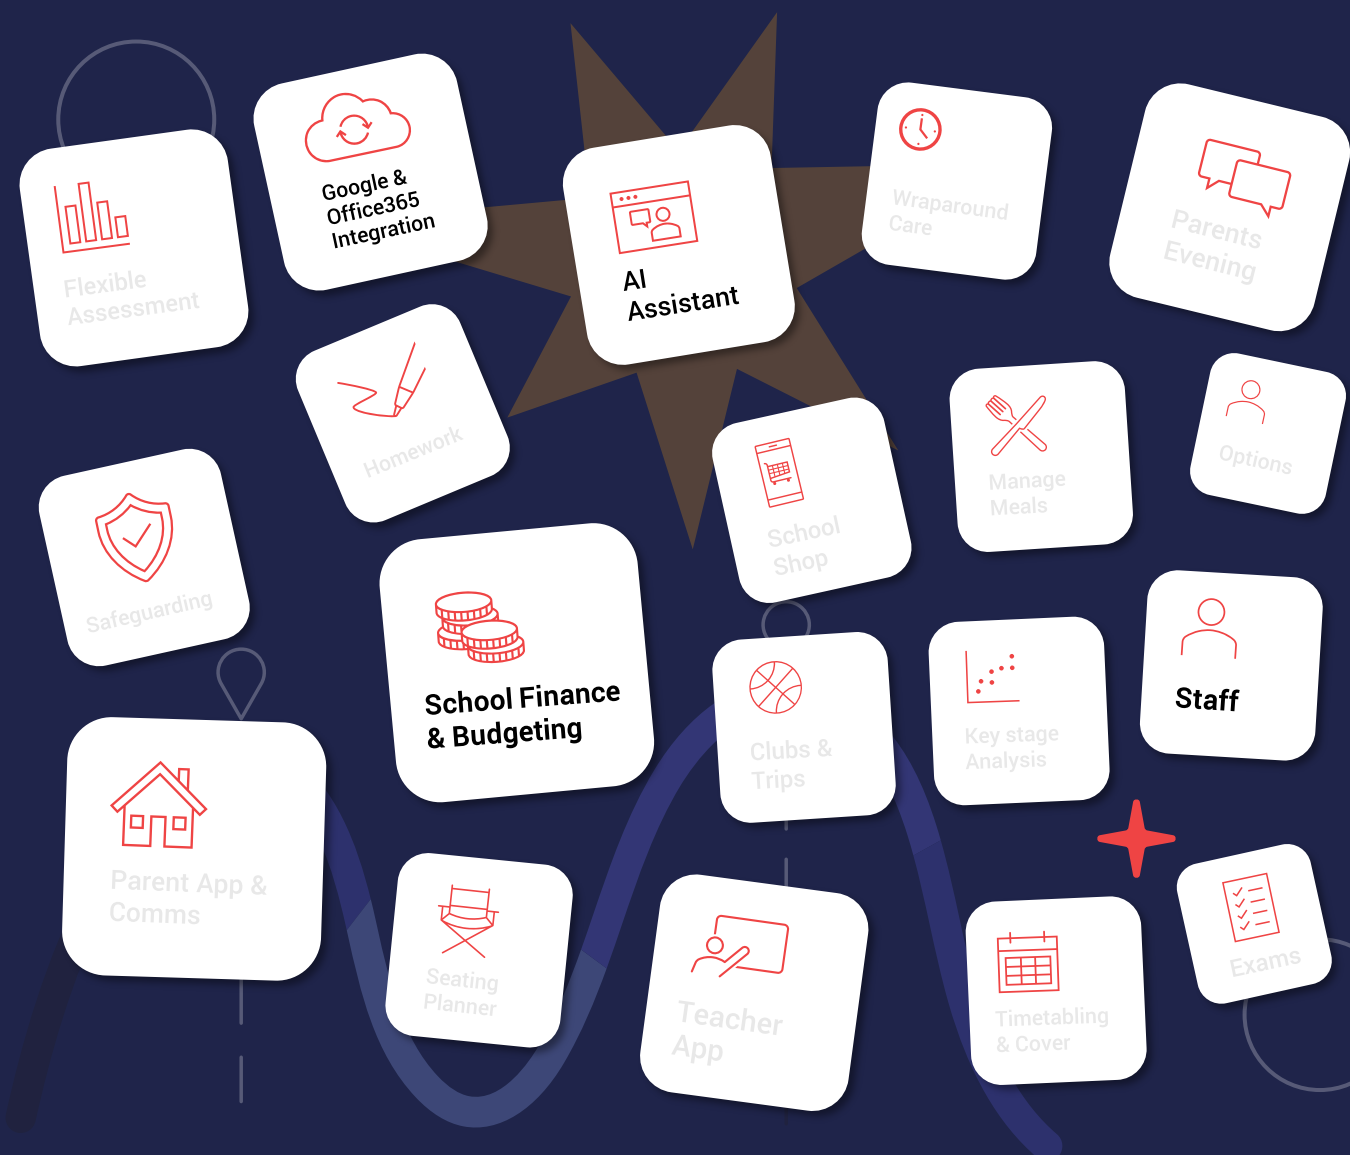 Flexible
Assessment
Google &
Office365
Integration
AI
Assistant
Wraparound
Care
Parents
Evening
Homework
Safeguarding
School
Shop
Manage
Meals
Options
School Finance
& Budgeting
Clubs &
Trips
Key stage
Analysis
Staff
Parent App &
Comms
Seating
Planner
Teacher
App
Timetabling
& Cover
Exams